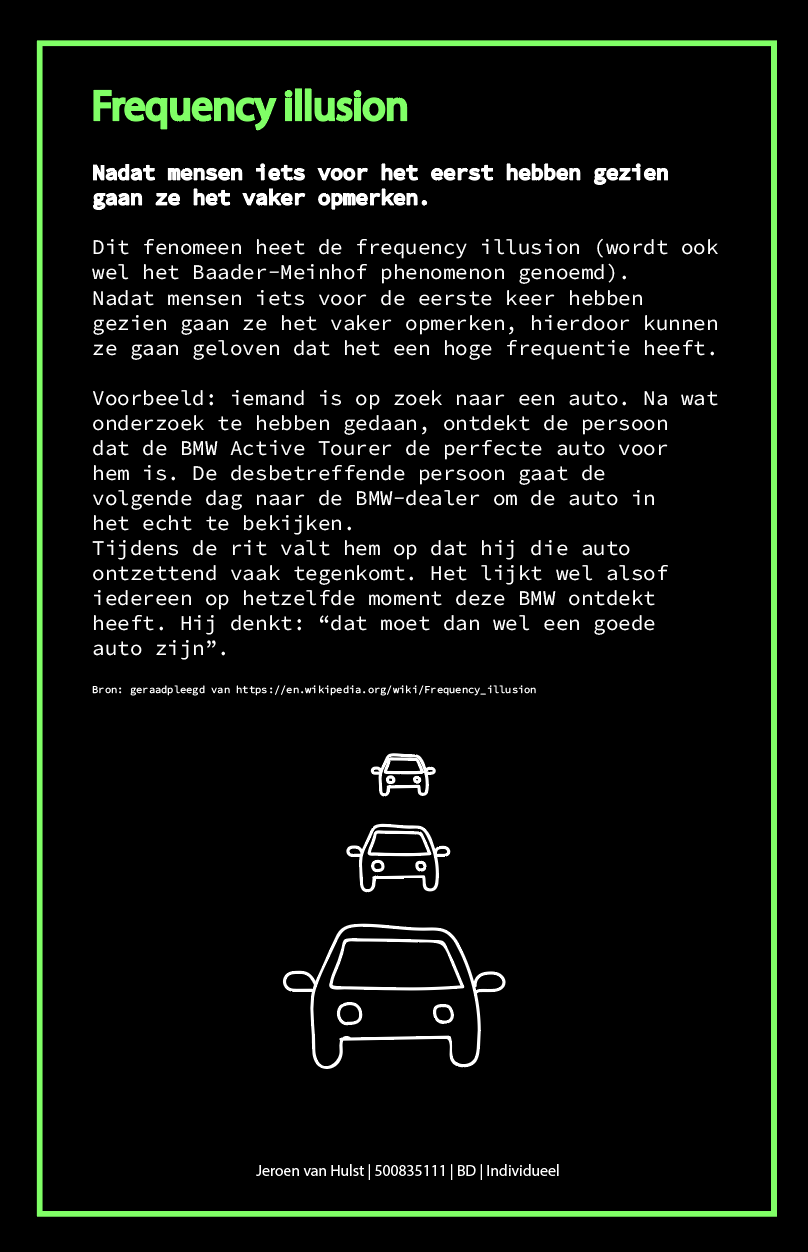 Frequency illusion
Nadat mensen iets voor het eerst hebben gezien
gaan ze het vaker opmerken.
Dit fenomeen heet de frequency illusion (wordt ook
wel het Baader-Meinhof phenomenon genoemd).
Nadat mensen iets voor de eerste keer hebben
gezien gaan ze het vaker opmerken, hierdoor kunnen
ze gaan geloven dat het een hoge frequentie heeft.
Voorbeeld: iemand is op zoek naar een auto. Na wat
onderzoek te hebben gedaan, ontdekt de persoon
dat de BMW Active Tourer de perfecte auto voor
hem is. De desbetreffende persoon gaat de
volgende dag naar de BMW-dealer om de auto in
het echt te bekijken.
Tijdens de rit valt hem op dat hij die auto
ontzettend vaak tegenkomt. Het lijkt wel alsof
iedereen op hetzelfde moment deze BMW ontdekt
heeft. Hij denkt: “dat moet dan wel een goede
auto zijn”.
Bron: geraadpleegd van https://en.wikipedia.org/wiki/Frequency_illusion
Jeroen van Hulst | 500835111 | BD | Individueel